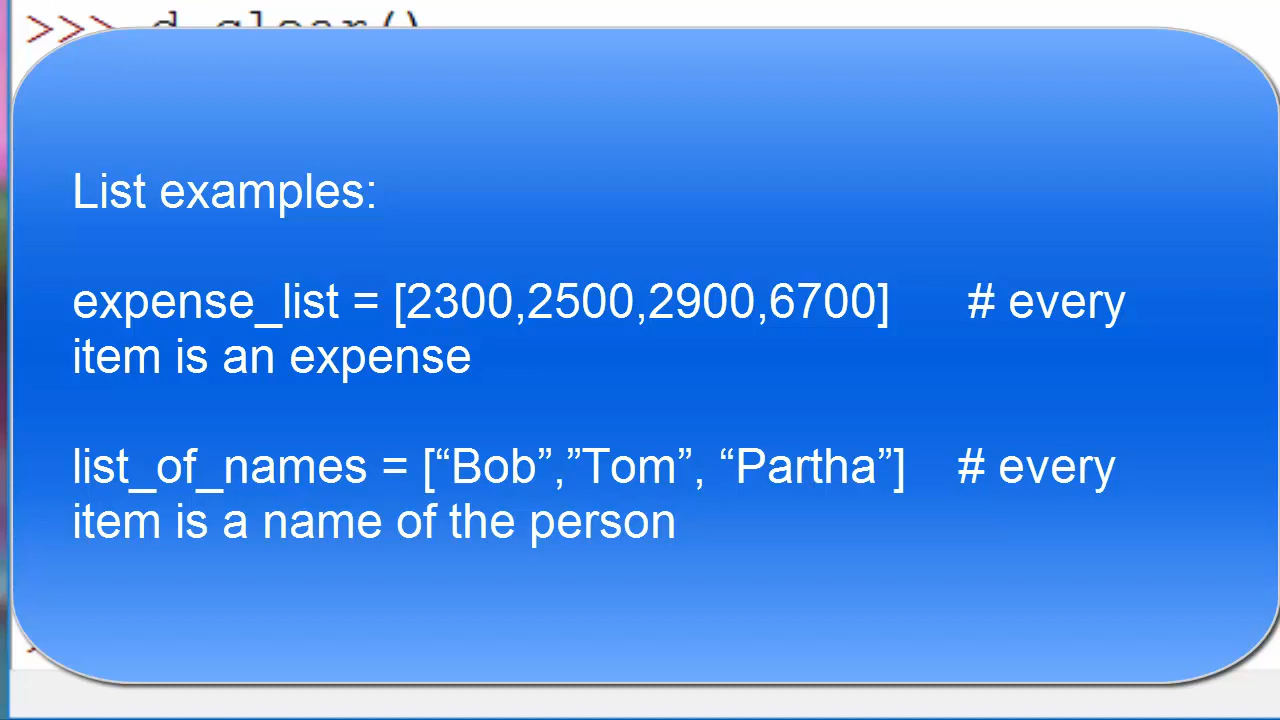 >>> d.clear()
List examples:
expense_list = [2300,2500,2900,6700] # every
item is an expense
list_of_names = [“Bob”,”Tom”, “Partha”] # every
item is a name of the person